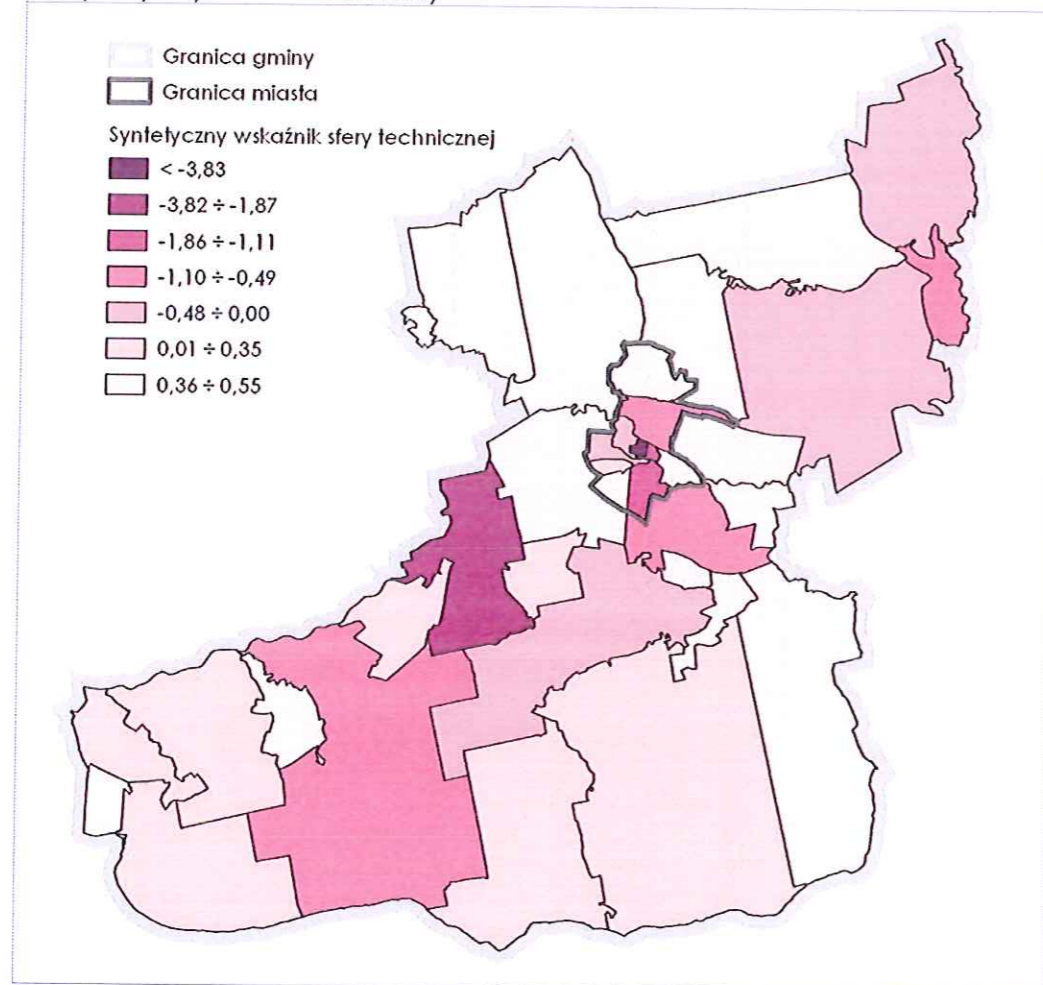 Granica gminy
Granica miasta
Syntetyczny wskaźnik sfery technicznej
< -3,83
-3,82 ÷ -1,87
-1,86 ÷ -1,11
-1,10 ÷ -0,49
-0,48 ÷ 0,00
0,01 ÷ 0,35
0,36 ÷ 0,55